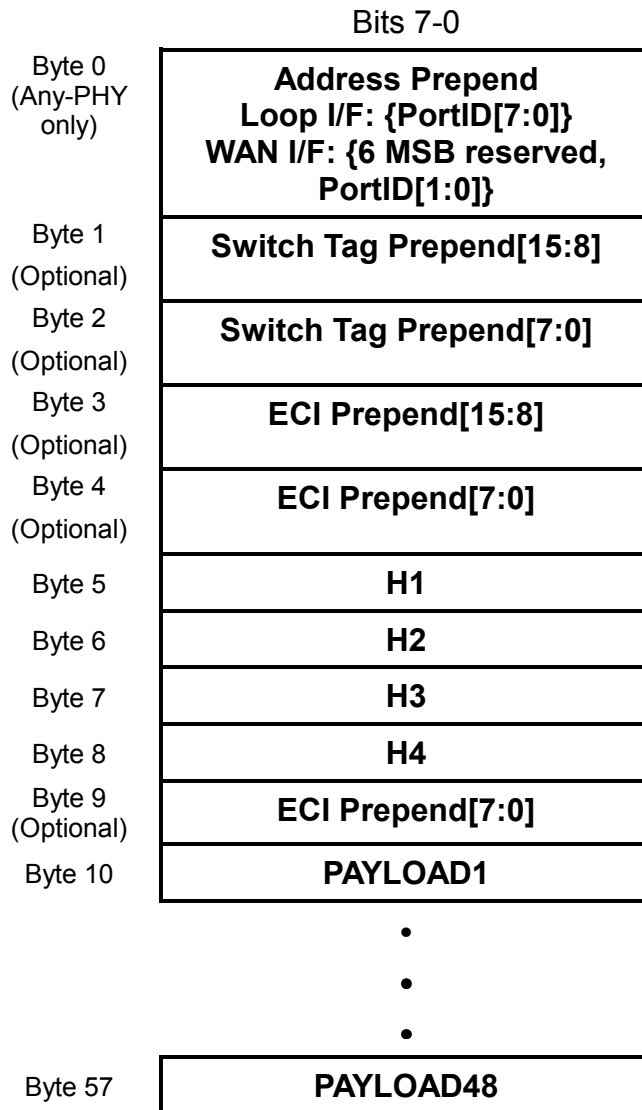 Bits 7-0
Byte 0
(Any-PHY
only)
Address Prepend
Loop I/F: {PortID[7:0]}
WAN I/F: {6 MSB reserved,
PortID[1:0]}
Byte 1
(Optional)
Switch Tag Prepend[15:8]
Byte 2
(Optional)
Switch Tag Prepend[7:0]
Byte 3
(Optional)
ECI Prepend[15:8]
Byte 4
(Optional)
ECI Prepend[7:0]
Byte 5
H1
Byte 6
H2
Byte 7
H3
Byte 8
H4
Byte 9
(Optional)
ECI Prepend[7:0]
Byte 10
PAYLOAD1
Byte 57
PAYLOAD48